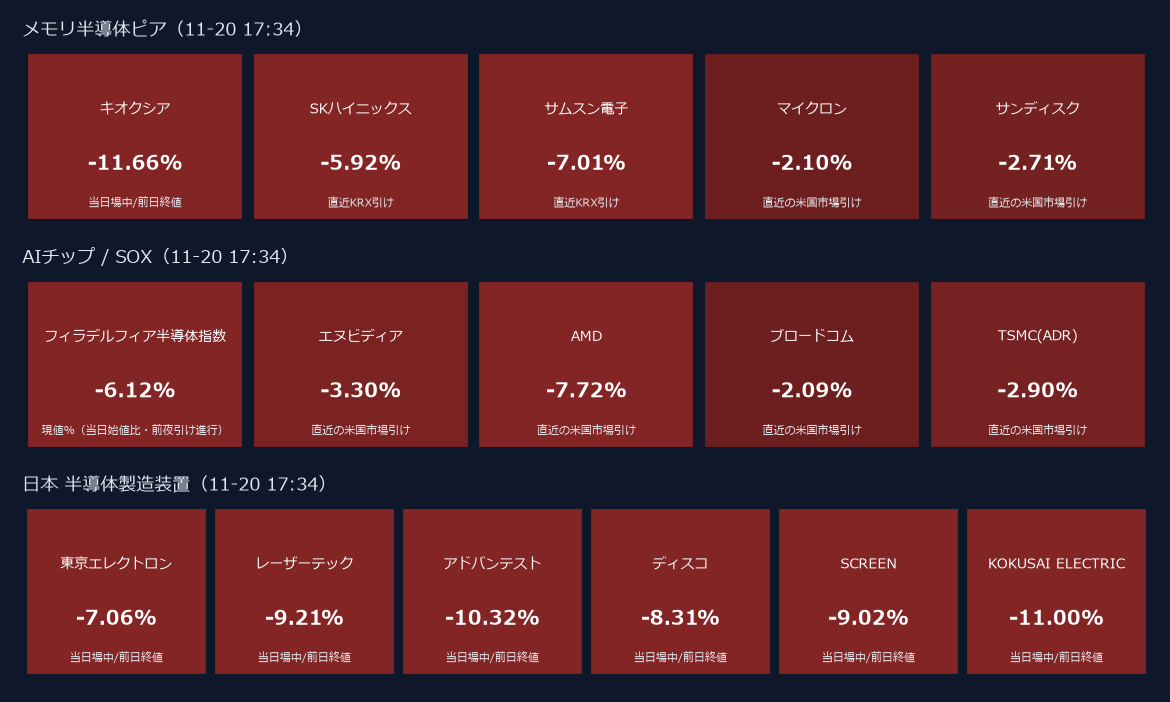 メモリ半導体ピア（11-20 17:34）
キオクシア
-11.66%
当日場中/前日終値
SKハイニックス
-5.92%
直近KRX引け
サムスン電子
-7.01%
直近KRX引け
マイクロン
-2.10%
直近の米国市場引け
サンディスク
-2.71%
直近の米国市場引け
AIチップ / SOX（11-20 17:34）
フィラデルフィア半導体指数
-6.12%
現値%（当日始値比・前夜引け進行）
エヌビディア
-3.30%
直近の米国市場引け
AMD
-7.72%
直近の米国市場引け
ブロードコム
-2.09%
直近の米国市場引け
TSMC(ADR)
-2.90%
直近の米国市場引け
日本 半導体製造装置（11-20 17:34）
東京エレクトロン
-7.06%
当日場中/前日終値
レーザーテック
-9.21%
当日場中/前日終値
アドバンテスト
-10.32%
当日場中/前日終値
ディスコ
-8.31%
当日場中/前日終値
SCREEN
-9.02%
当日場中/前日終値
KOKUSAI ELECTRIC
-11.00%
当日場中/前日終値